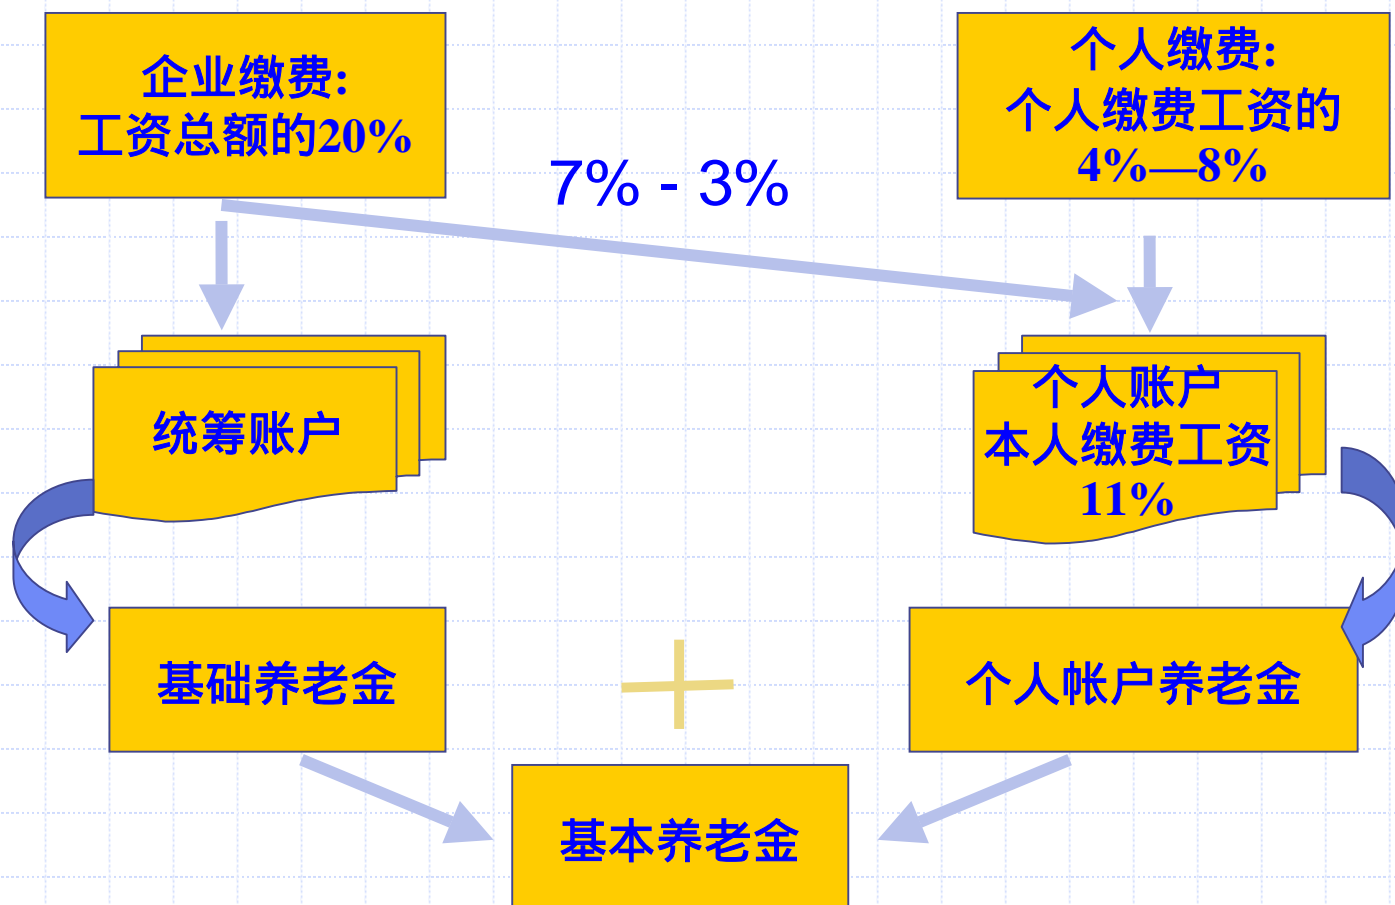 企业缴费:
工资总额的20%
个人缴费:
个人缴费工资的
4%—8%
7% - 3%
统筹账户
个人账户
本人缴费工资
11%
基础养老金
个人帐户养老金
基本养老金